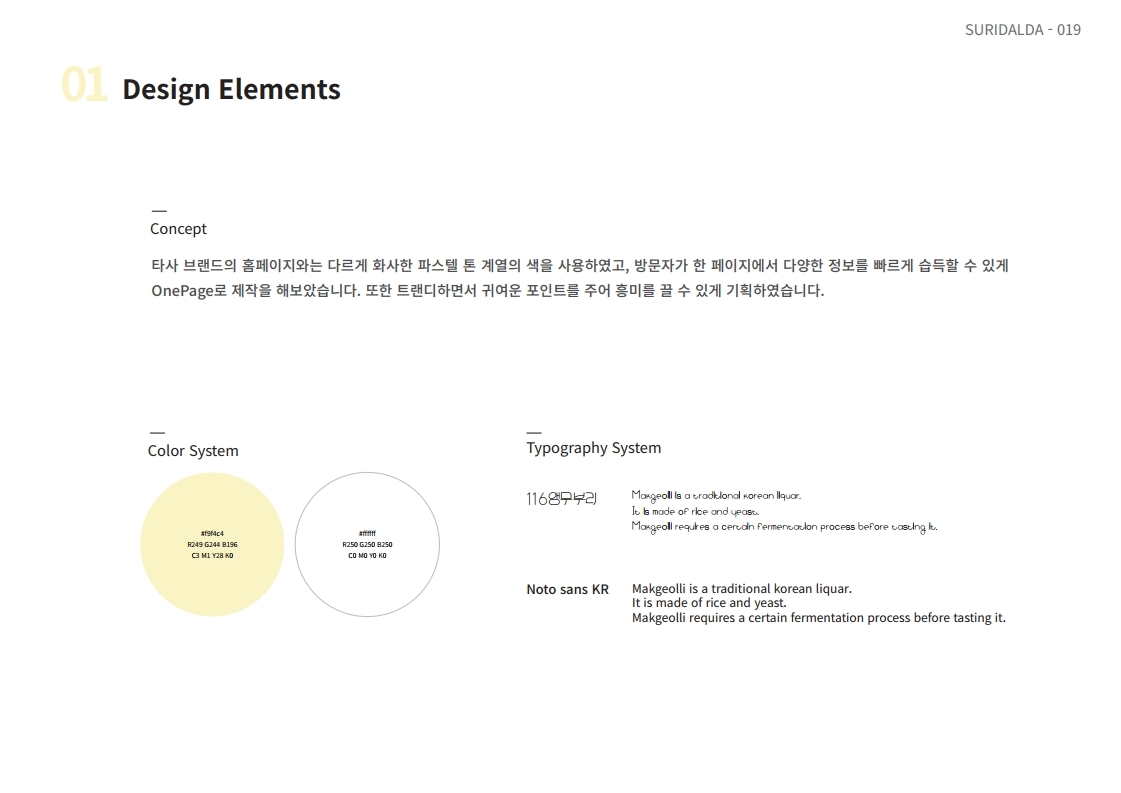 SURIDALDA - 019
01 Design Elements
Concept
타사 브랜드의 홈페이지와는 다르게 화사한 파스텔 톤 계열의 색을 사용하였고, 방문자가 한 페이지에서 다양한 정보를 빠르게 습득할 수 있게
OnePage로 제작을 해보았습니다. 또한 트랜디하면서 귀여운 포인트를 주어 흥미를 끌 수 있게 기획하였습니다.
Color System
#f9f4c4
R249 G244 B196
C3 M1 Y28 K0
#ffffff
R250 G250 B250
C0 M0 Y0 K0
Typography System
116앵무부리
Makgeolli is a traditional korean liquar.
It is made of rice and yeast.
Makgeolli requires a certain fermentation process before tasting it.
Noto sans KR
Makgeolli is a traditional korean liquar.
It is made of rice and yeast.
Makgeolli requires a certain fermentation process before tasting it.